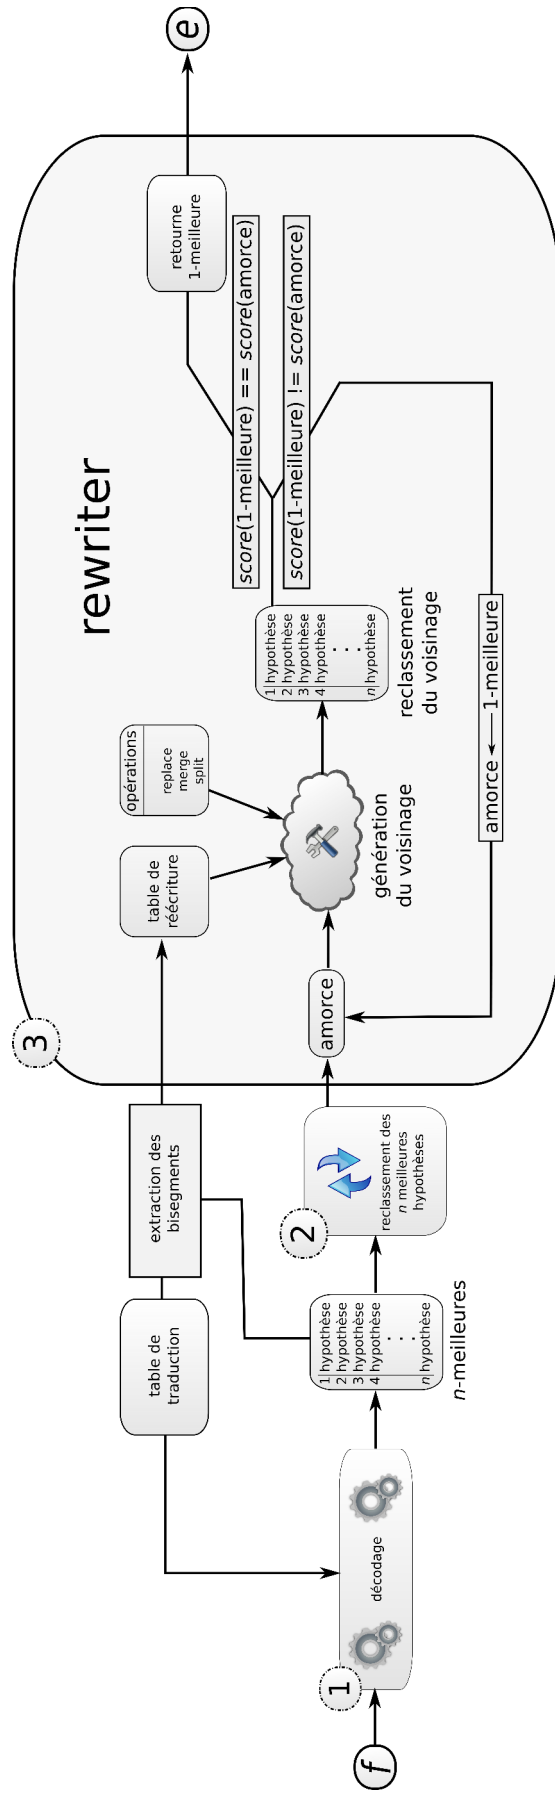 f
1
décodage
table de
traduction
1 hypothèse
2 hypothèse
3 hypothèse
4 hypothèse
.
.
.
n hypothèse
n-meilleures
extraction des
bisegments
2
reclassement des
n meilleures
hypothèses
3
rewriter
amorce
table de
réécriture
opérations
replace
merge
split
génération
du voisinage
1 hypothèse
2 hypothèse
3 hypothèse
4 hypothèse
.
.
.
n hypothèse
reclassement
du voisinage
score(1-meilleure) == score(amorce)
score(1-meilleure) != score(amorce)
amorce 1-meilleure
retourne
1-meilleure
e